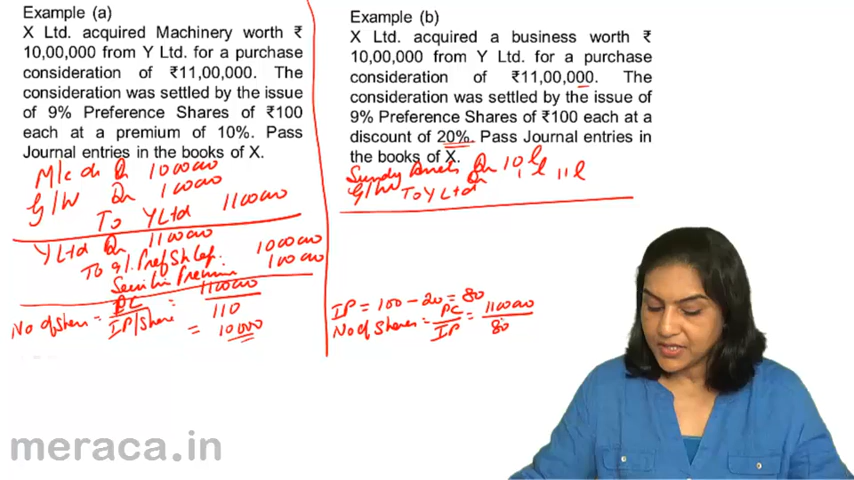 Example (a)
X Ltd. acquired Machinery worth ₹
10,00,000 from Y Ltd. for a purchase
consideration of ₹11,00,000. The
consideration was settled by the issue
of 9% Preference Shares of ₹100
each at a premium of 10%. Pass
Journal entries in the books of X.
M/c Dr 1000000
G/W Dr 100000
To Y Ltd 1100000
Y Ltd Dr 1100000
To 9% Pref Sh Cap. 1000000
Premium 100000
No of Shares = PC / IP/Share = 1100000 / 110
= 10000
Example (b)
X Ltd. acquired a business worth ₹
10,00,000 from Y Ltd. for a purchase
consideration of ₹11,00,000. The
consideration was settled by the issue of
9% Preference Shares of ₹100 each at a
discount of 20%. Pass Journal entries in
the books of X.
Sundry Assets Dr 10 l
G/W Dr 1 l
To Y Ltd 11 l
IP = 100 - 20 = 80
No of Shares = PC / IP = 1100000 / 80
meraca.in